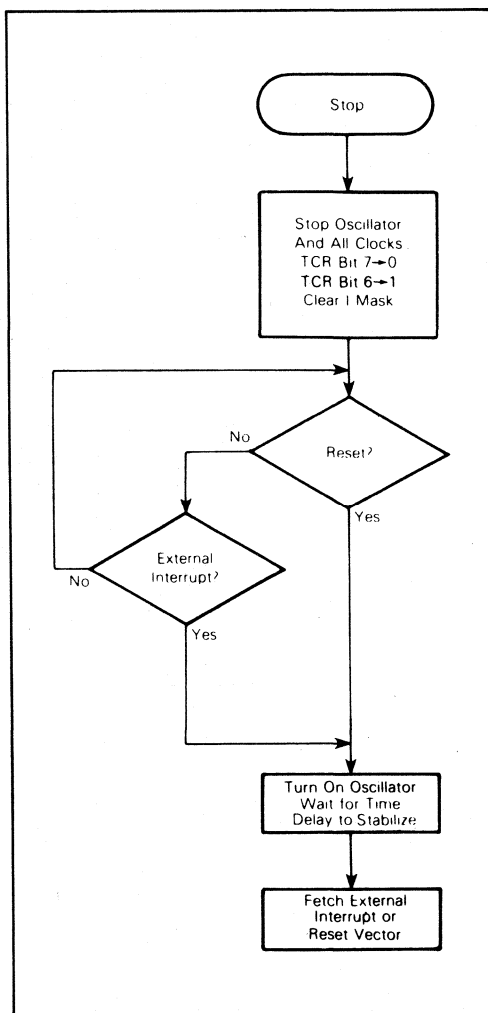 Stop
Stop Oscillator
And All Clocks
TCR Bit 7→0
TCR Bit 6→1
Clear I Mask
No
Reset?
Yes
External
Interrupt?
No
Yes
Turn On Oscillator
Wait for Time
Delay to Stabilize
Fetch External
Interrupt or
Reset Vector